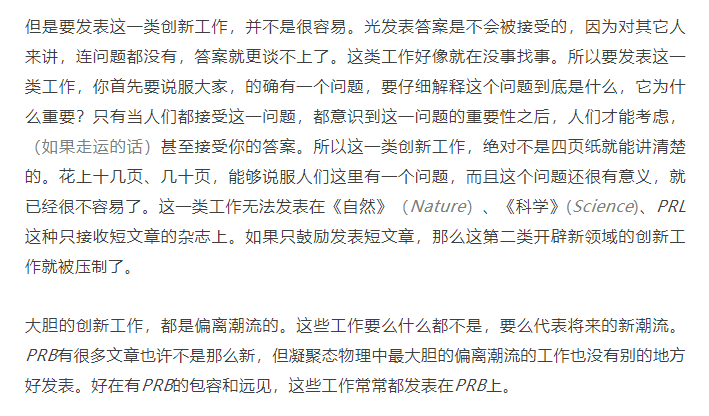 但是要发表这一类创新工作，并不是很容易。光发表答案是不会被接受的，因为对其它人
来讲，连问题都没有，答案就更谈不上了。这类工作好像就在没事找事。所以要发表这一
类工作，你首先要说服大家，的确有一个问题，要仔细解释这个问题到底是什么，它为什
么重要？只有当人们都接受这一问题，都意识到这一问题的重要性之后，人们才能考虑，
（如果走运的话）甚至接受你的答案。所以这一类创新工作，绝对不是四页纸就能讲清楚
的。花上十几页、几十页，能够说服人们这里有一个问题，而且这个问题还很有意义，就
已经很不容易了。这一类工作无法发表在《自然》（Nature）、《科学》(Science)、PRL
这种只接收短文章的杂志上。如果只鼓励发表短文章，那么这第二类开辟新领域的创新工
作就被压制了。
大胆的创新工作，都是偏离潮流的。这些工作要么什么都不是，要么代表将来的新潮流。
PRB有很多文章也许不是那么新，但凝聚态物理中最大胆的偏离潮流的工作也没有别的地方
好发表。好在有PRB的包容和远见，这些工作常常都发表在PRB上。